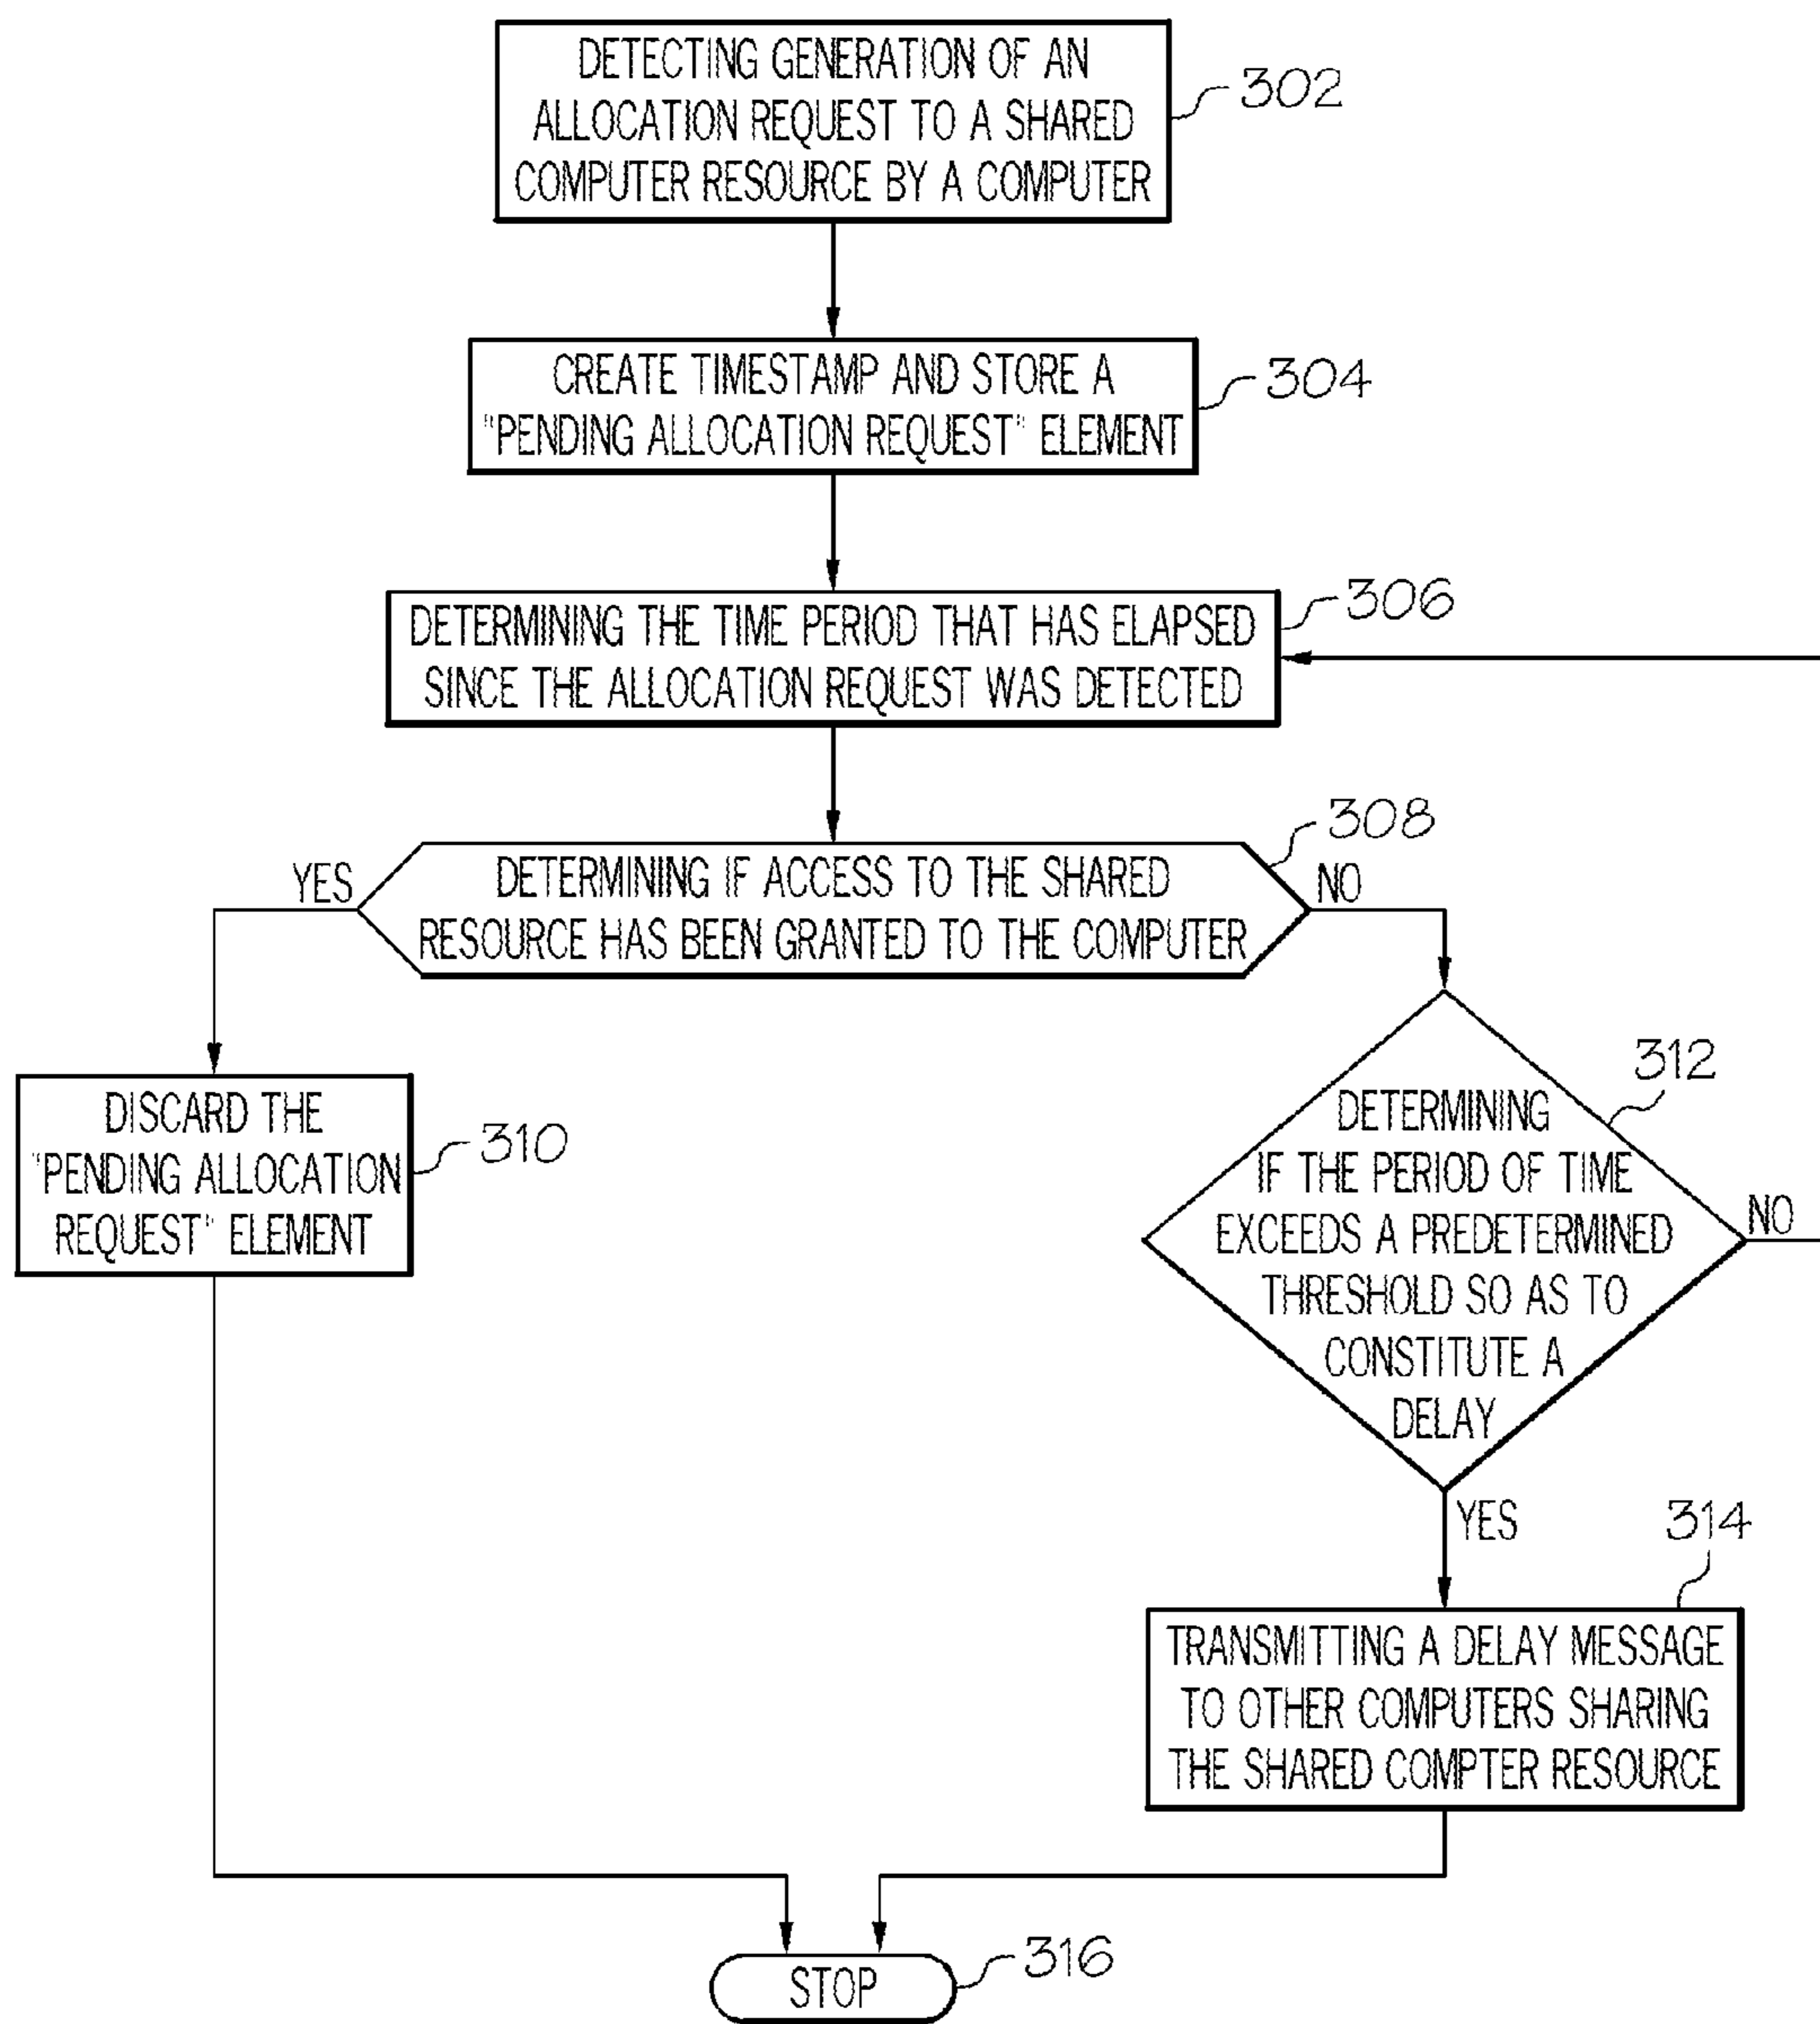 DETECTING GENERATION OF AN
ALLOCATION REQUEST TO A SHARED
COMPUTER RESOURCE BY A COMPUTER
302
CREATE TIMESTAMP AND STORE A
"PENDING ALLOCATION REQUEST" ELEMENT
304
DETERMINING THE TIME PERIOD THAT HAS ELAPSED
SINCE THE ALLOCATION REQUEST WAS DETECTED
306
DETERMINING IF ACCESS TO THE SHARED
RESOURCE HAS BEEN GRANTED TO THE COMPUTER
308
YES
NO
DISCARD THE
"PENDING ALLOCATION
REQUEST" ELEMENT
310
DETERMINING
IF THE PERIOD OF TIME
EXCEEDS A PREDETERMINED
THRESHOLD SO AS TO
CONSTITUTE A
DELAY
312
NO
YES
TRANSMITTING A DELAY MESSAGE
TO OTHER COMPUTERS SHARING
THE SHARED COMPTER RESOURCE
314
STOP
316